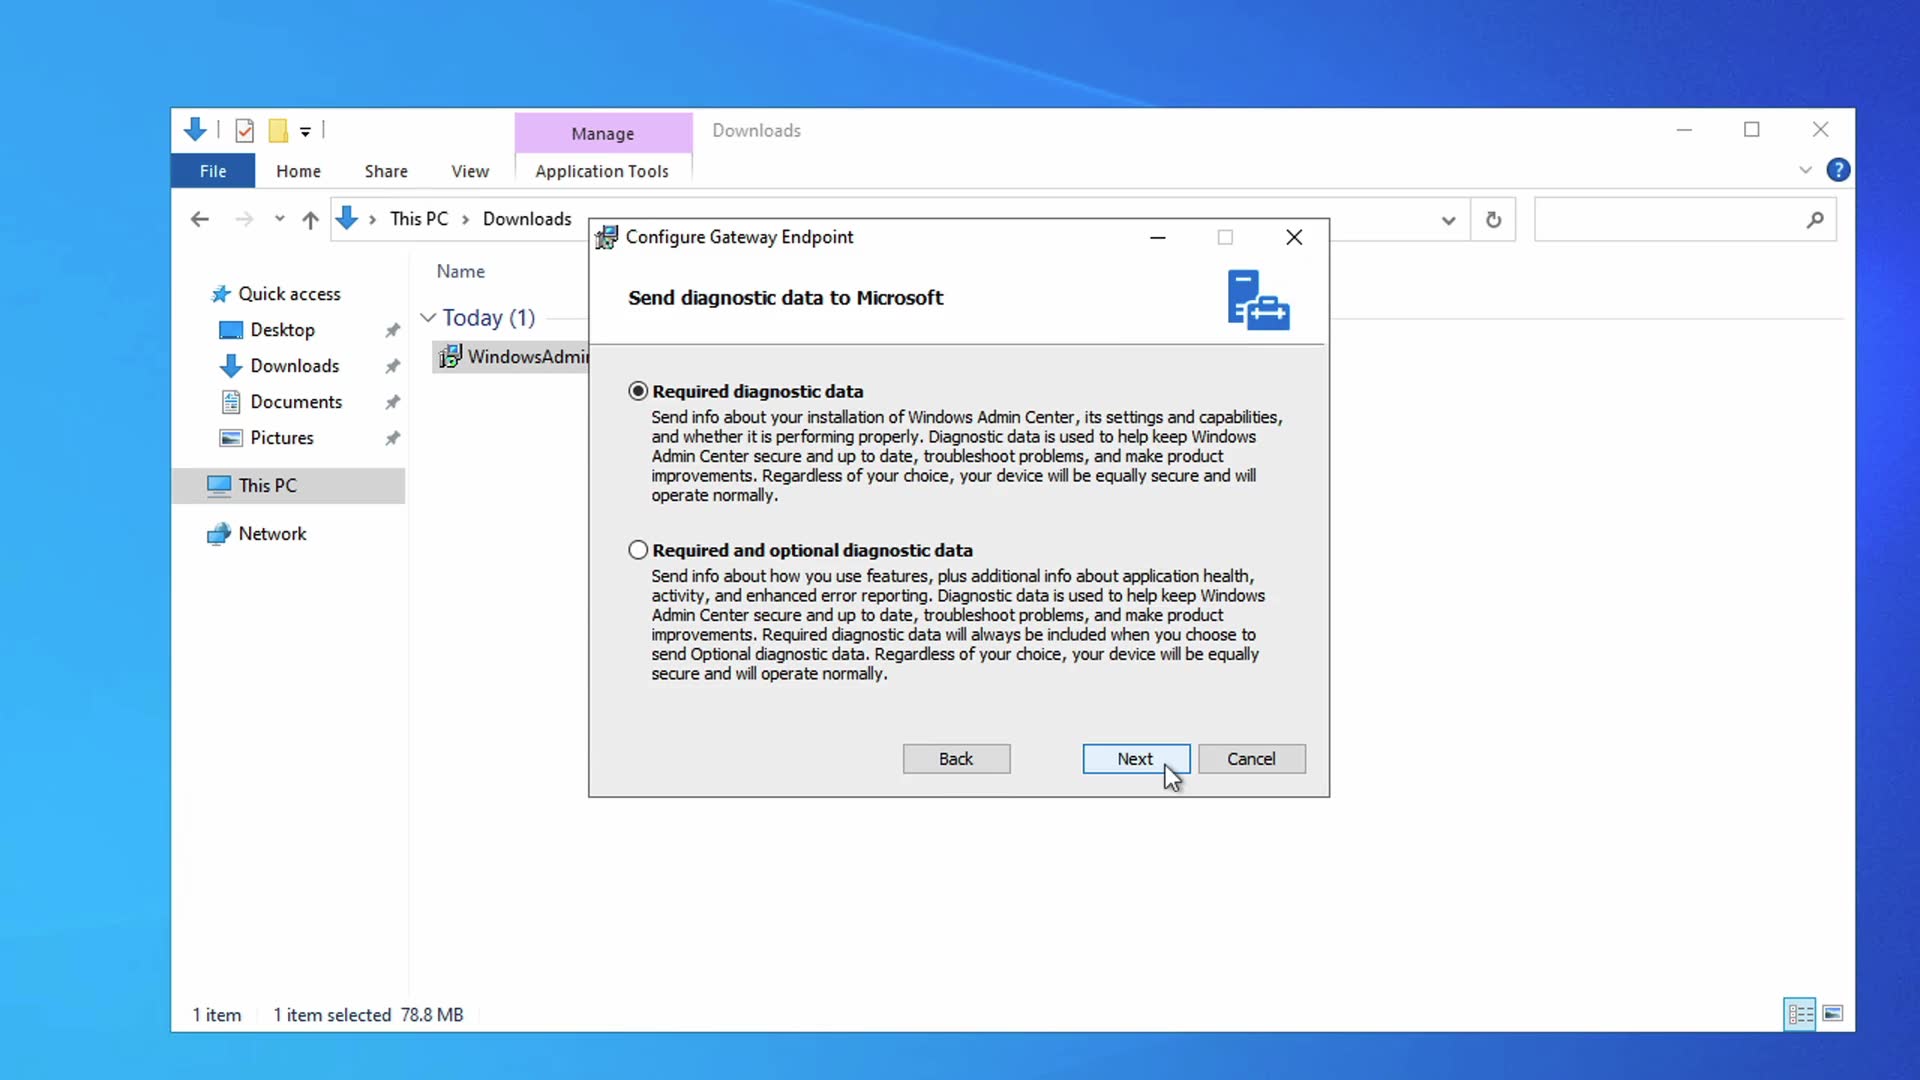 Manage
Downloads
File
Home
Share
View
Application Tools
This PC
Downloads
Configure Gateway Endpoint
Send diagnostic data to Microsoft
Name
Quick access
Today (1)
Desktop
WindowsAdmin
Downloads
Documents
Pictures
This PC
Network
Required diagnostic data
Send info about your installation of Windows Admin Center, its settings and capabilities,
and whether it is performing properly. Diagnostic data is used to help keep Windows
Admin Center secure and up to date, troubleshoot problems, and make product
improvements. Regardless of your choice, your device will be equally secure and will
operate normally.
Required and optional diagnostic data
Send info about how you use features, plus additional info about application health,
activity, and enhanced error reporting. Diagnostic data is used to help keep Windows
Admin Center secure and up to date, troubleshoot problems, and make product
improvements. Required diagnostic data will always be included when you choose to
send Optional diagnostic data. Regardless of your choice, your device will be equally
secure and will operate normally.
Back
Next
Cancel
1 item
1 item selected 78.8 MB